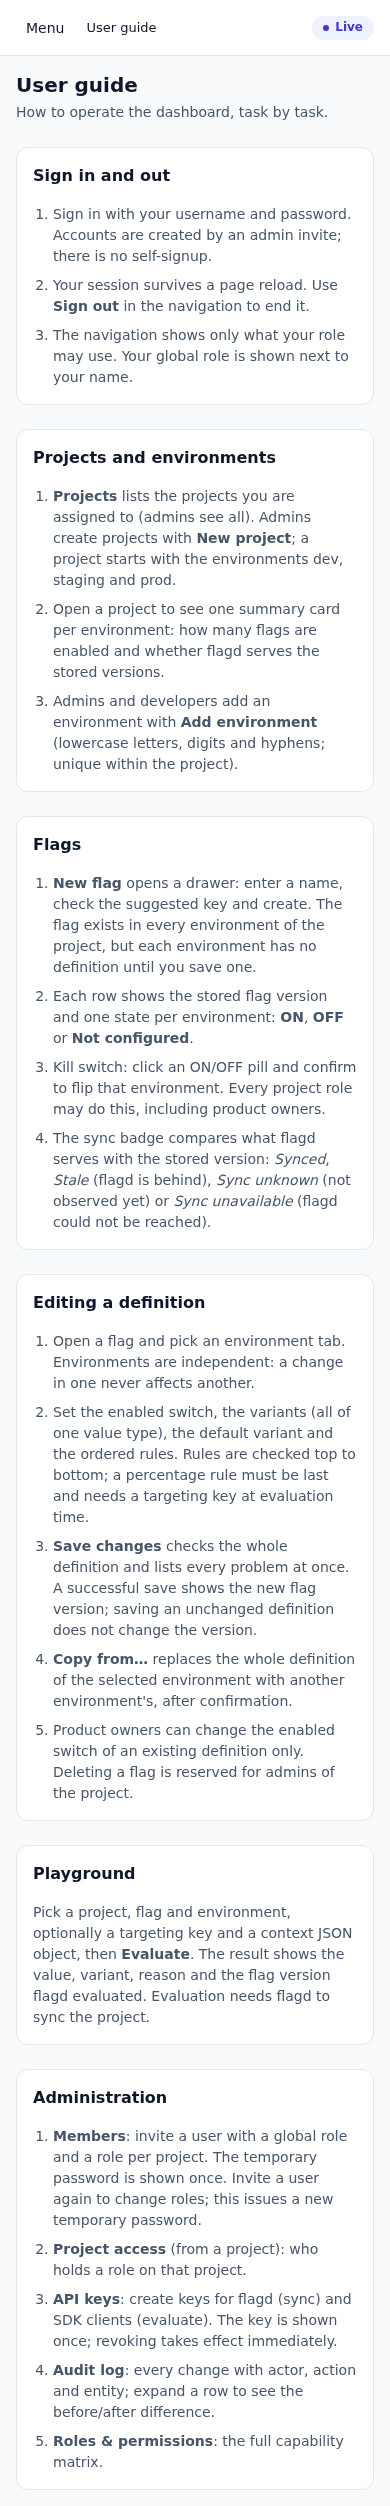 Menu User guide Live
User guide
How to operate the dashboard, task by task.
Sign in and out
1. Sign in with your username and password.
Accounts are created by an admin invite;
there is no self-signup.
2. Your session survives a page reload. Use
Sign out in the navigation to end it.
3. The navigation shows only what your role
may use. Your global role is shown next to
your name.
Projects and environments
1. Projects lists the projects you are
assigned to (admins see all). Admins
create projects with New project; a
project starts with the environments dev,
staging and prod.
2. Open a project to see one summary card
per environment: how many flags are
enabled and whether flagd serves the
stored versions.
3. Admins and developers add an
environment with Add environment
(lowercase letters, digits and hyphens;
unique within the project).
Flags
1. New flag opens a drawer: enter a name,
check the suggested key and create. The
flag exists in every environment of the
project, but each environment has no
definition until you save one.
2. Each row shows the stored flag version
and one state per environment: ON, OFF
or Not configured.
3. Kill switch: click an ON/OFF pill and confirm
to flip that environment. Every project role
may do this, including product owners.
4. The sync badge compares what flagd
serves with the stored version: Synced,
Stale (flagd is behind), Sync unknown (not
observed yet) or Sync unavailable (flagd
could not be reached).
Editing a definition
1. Open a flag and pick an environment tab.
Environments are independent: a change
in one never affects another.
2. Set the enabled switch, the variants (all of
one value type), the default variant and
the ordered rules. Rules are checked top to
bottom; a percentage rule must be last
and needs a targeting key at evaluation
time.
3. Save changes checks the whole
definition and lists every problem at once.
A successful save shows the new flag
version; saving an unchanged definition
does not change the version.
4. Copy from… replaces the whole definition
of the selected environment with another
environment's, after confirmation.
5. Product owners can change the enabled
switch of an existing definition only.
Deleting a flag is reserved for admins of
the project.
Playground
Pick a project, flag and environment,
optionally a targeting key and a context JSON
object, then Evaluate. The result shows the
value, variant, reason and the flag version
flagd evaluated. Evaluation needs flagd to
sync the project.
Administration
1. Members: invite a user with a global role
and a role per project. The temporary
password is shown once. Invite a user
again to change roles; this issues a new
temporary password.
2. Project access (from a project): who
holds a role on that project.
3. API keys: create keys for flagd (sync) and
SDK clients (evaluate). The key is shown
once; revoking takes effect immediately.
4. Audit log: every change with actor, action
and entity; expand a row to see the
before/after difference.
5. Roles & permissions: the full capability
matrix.